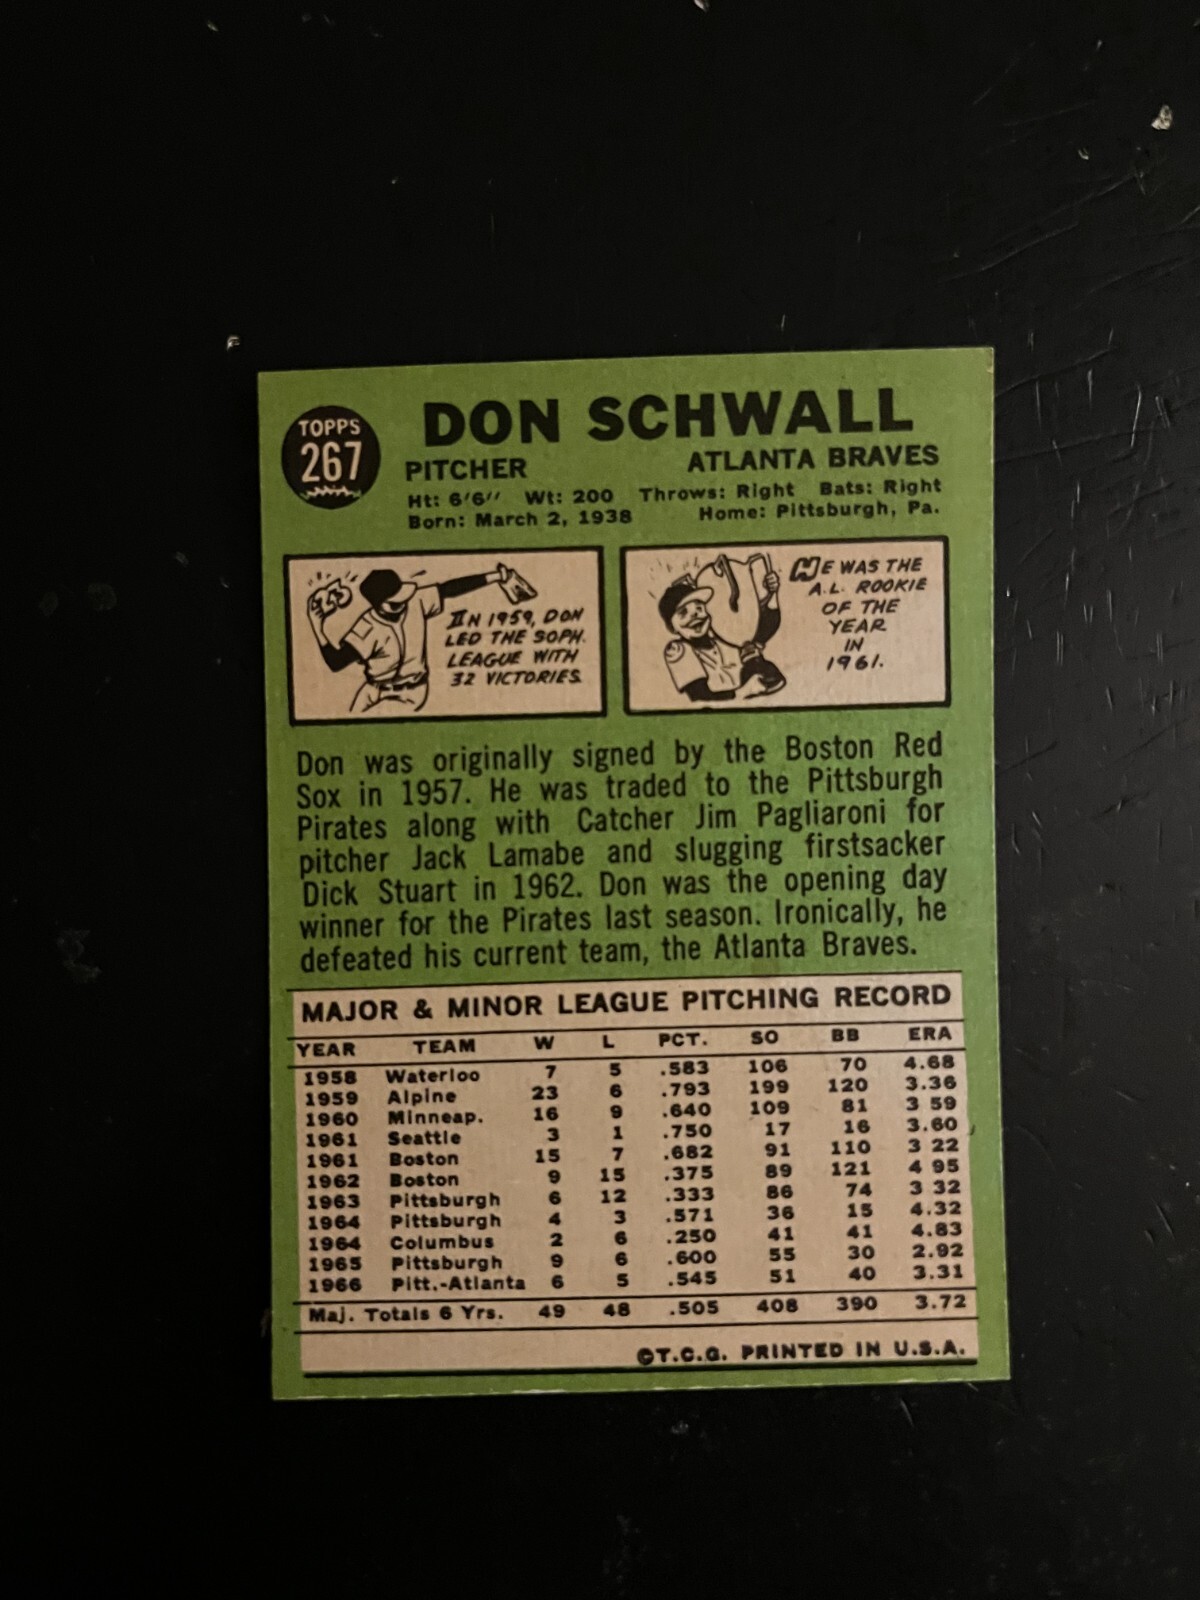 TOPPS
267
DON SCHWALL
PITCHER ATLANTA BRAVES
Ht: 6'6" Wt: 200 Throws: Right Bats: Right
Born: March 2, 1938 Home: Pittsburgh, Pa.
IN 1959, DON
LED THE SOPH.
LEAGUE WITH
32 VICTORIES.
HE WAS THE
A.L. ROOKIE
OF THE
YEAR
IN
1961.
Don was originally signed by the Boston Red
Sox in 1957. He was traded to the Pittsburgh
Pirates along with Catcher Jim Pagliaroni for
pitcher Jack Lamabe and slugging firstsacker
Dick Stuart in 1962. Don was the opening day
winner for the Pirates last season. Ironically, he
defeated his current team, the Atlanta Braves.
MAJOR & MINOR LEAGUE PITCHING RECORD
YEAR TEAM W L PCT. SO BB ERA
1958 Waterloo 7 5 .583 106 70 4.68
1959 Alpine 23 6 .793 199 120 3.36
1960 Minneap. 16 9 .640 109 81 3 59
1961 Seattle 3 1 .750 17 16 3.60
1961 Boston 15 7 .682 91 110 3 22
1962 Boston 9 15 .375 89 121 4 95
1963 Pittsburgh 6 12 .333 86 74 3 32
1964 Pittsburgh 4 3 .571 36 15 4.32
1964 Columbus 2 6 .250 41 41 4.83
1965 Pittsburgh 9 6 .600 55 30 2.92
1966 Pitt.-Atlanta 6 5 .545 51 40 3.31
Maj. Totals 6 Yrs. 49 48 .505 408 390 3.72
©T.C.G. PRINTED IN U.S.A.